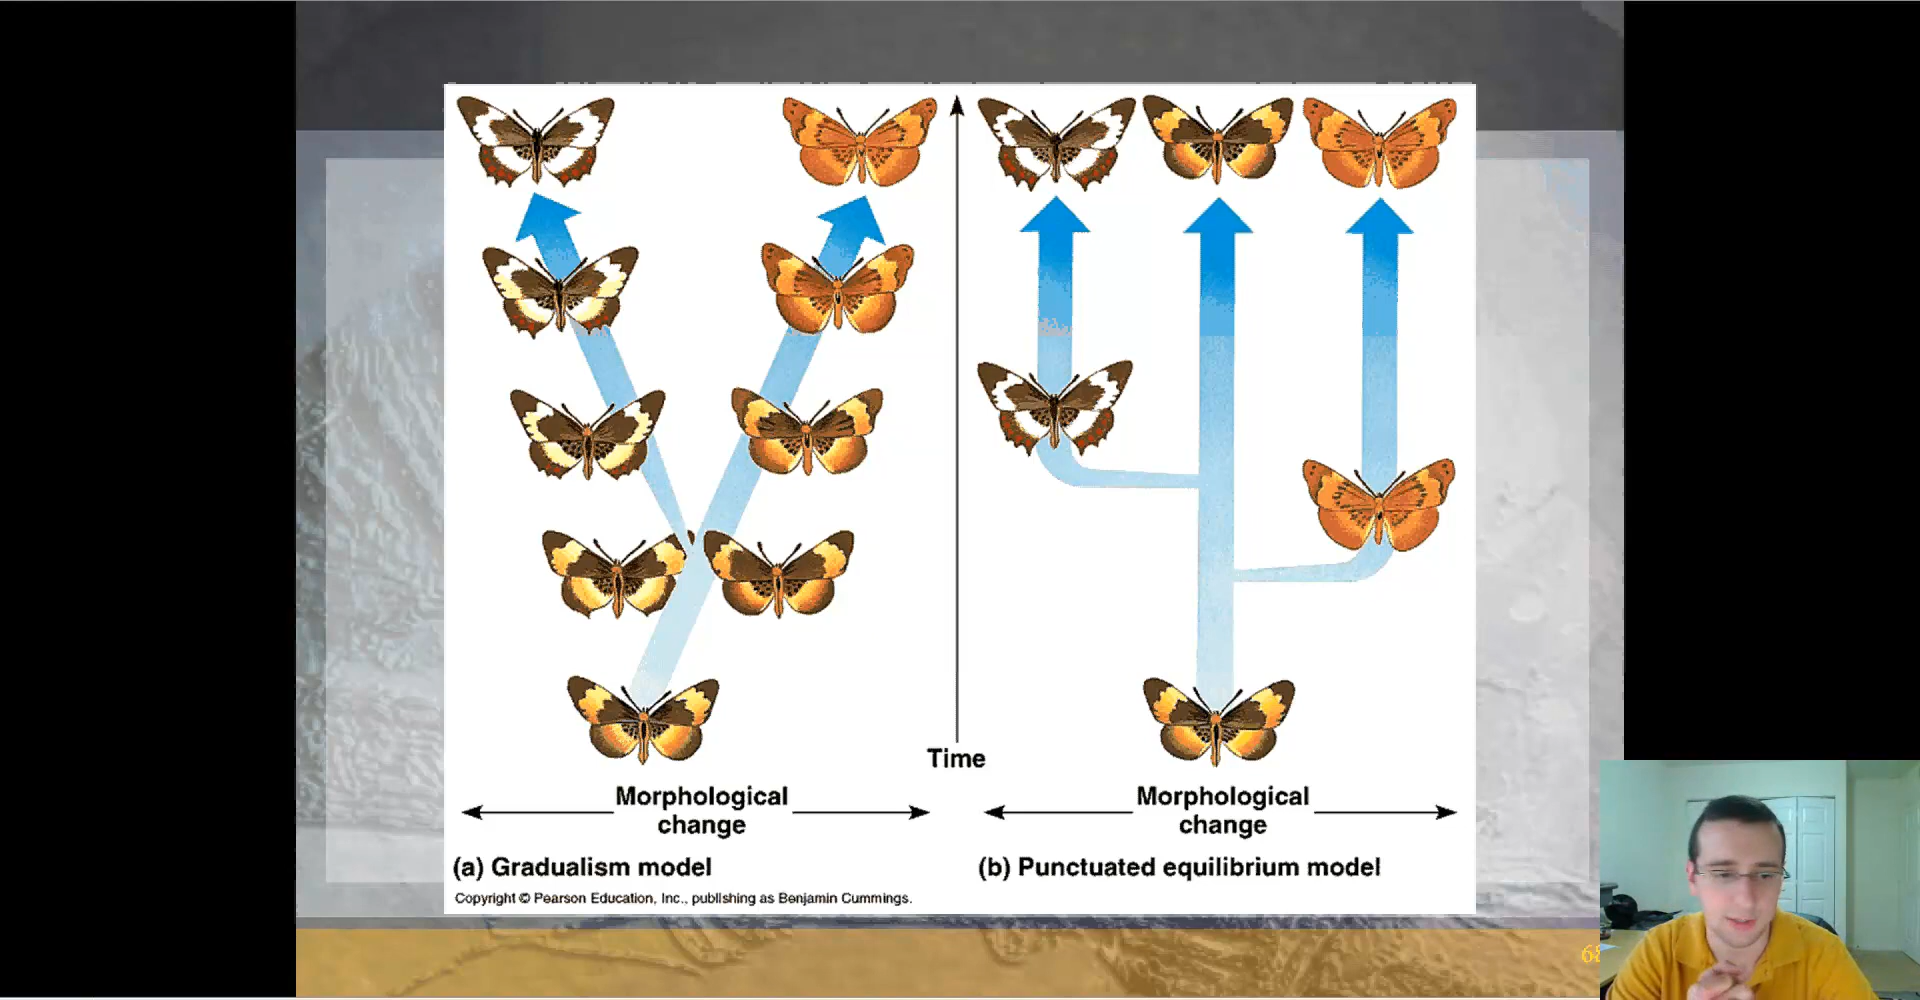 Time
Morphological
change
Morphological
change
(a) Gradualism model
(b) Punctuated equilibrium model
Copyright © Pearson Education, Inc., publishing as Benjamin Cummings.